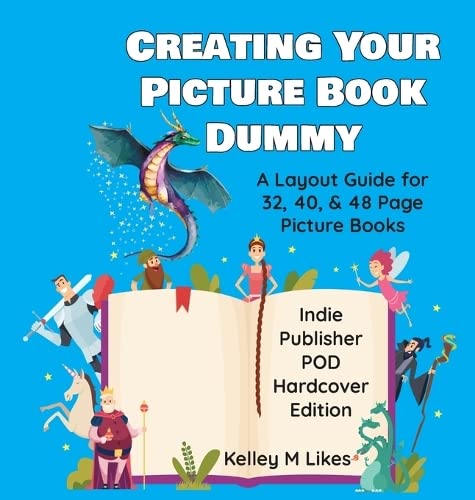 CREATING YOUR
PICTURE BOOK
DUMMY
A Layout Guide for
32, 40, & 48 Page
Picture Books
Indie
Publisher
POD
Hardcover
Edition
Kelley M Likes